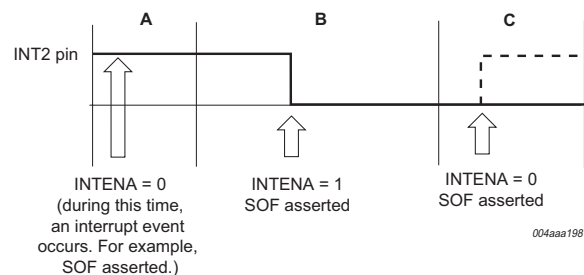 A
B
C
INT2 pin
INTENA = 0
(during this time,
an interrupt event
occurs. For example,
SOF asserted.)
INTENA = 1
SOF asserted
INTENA = 0
SOF asserted
004aaa198